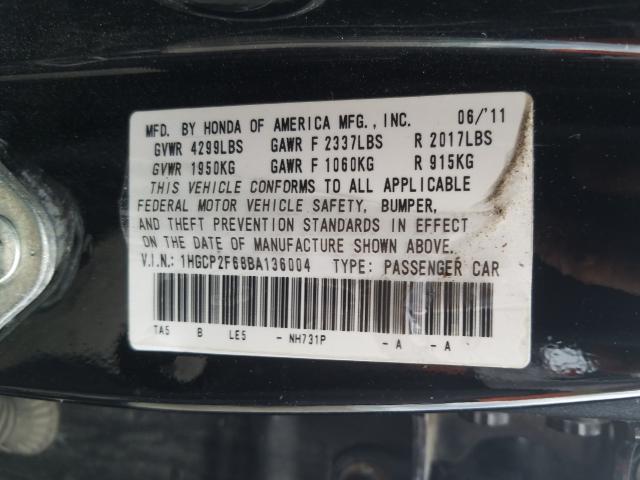 MFD. BY HONDA OF AMERICA MFG., INC. 06/'11
GVWR 4299LBS GAWR F 2337LBS R 2017LBS
GVWR 1950KG GAWR F 1060KG R 915KG
THIS VEHICLE CONFORMS TO ALL APPLICABLE
FEDERAL MOTOR VEHICLE SAFETY, BUMPER,
AND THEFT PREVENTION STANDARDS IN EFFECT
ON THE DATE OF MANUFACTURE SHOWN ABOVE.
V.I.N.: 1HGCP2F68BA136004 TYPE: PASSENGER CAR
TA5 B LE5 - NH731P - A - A